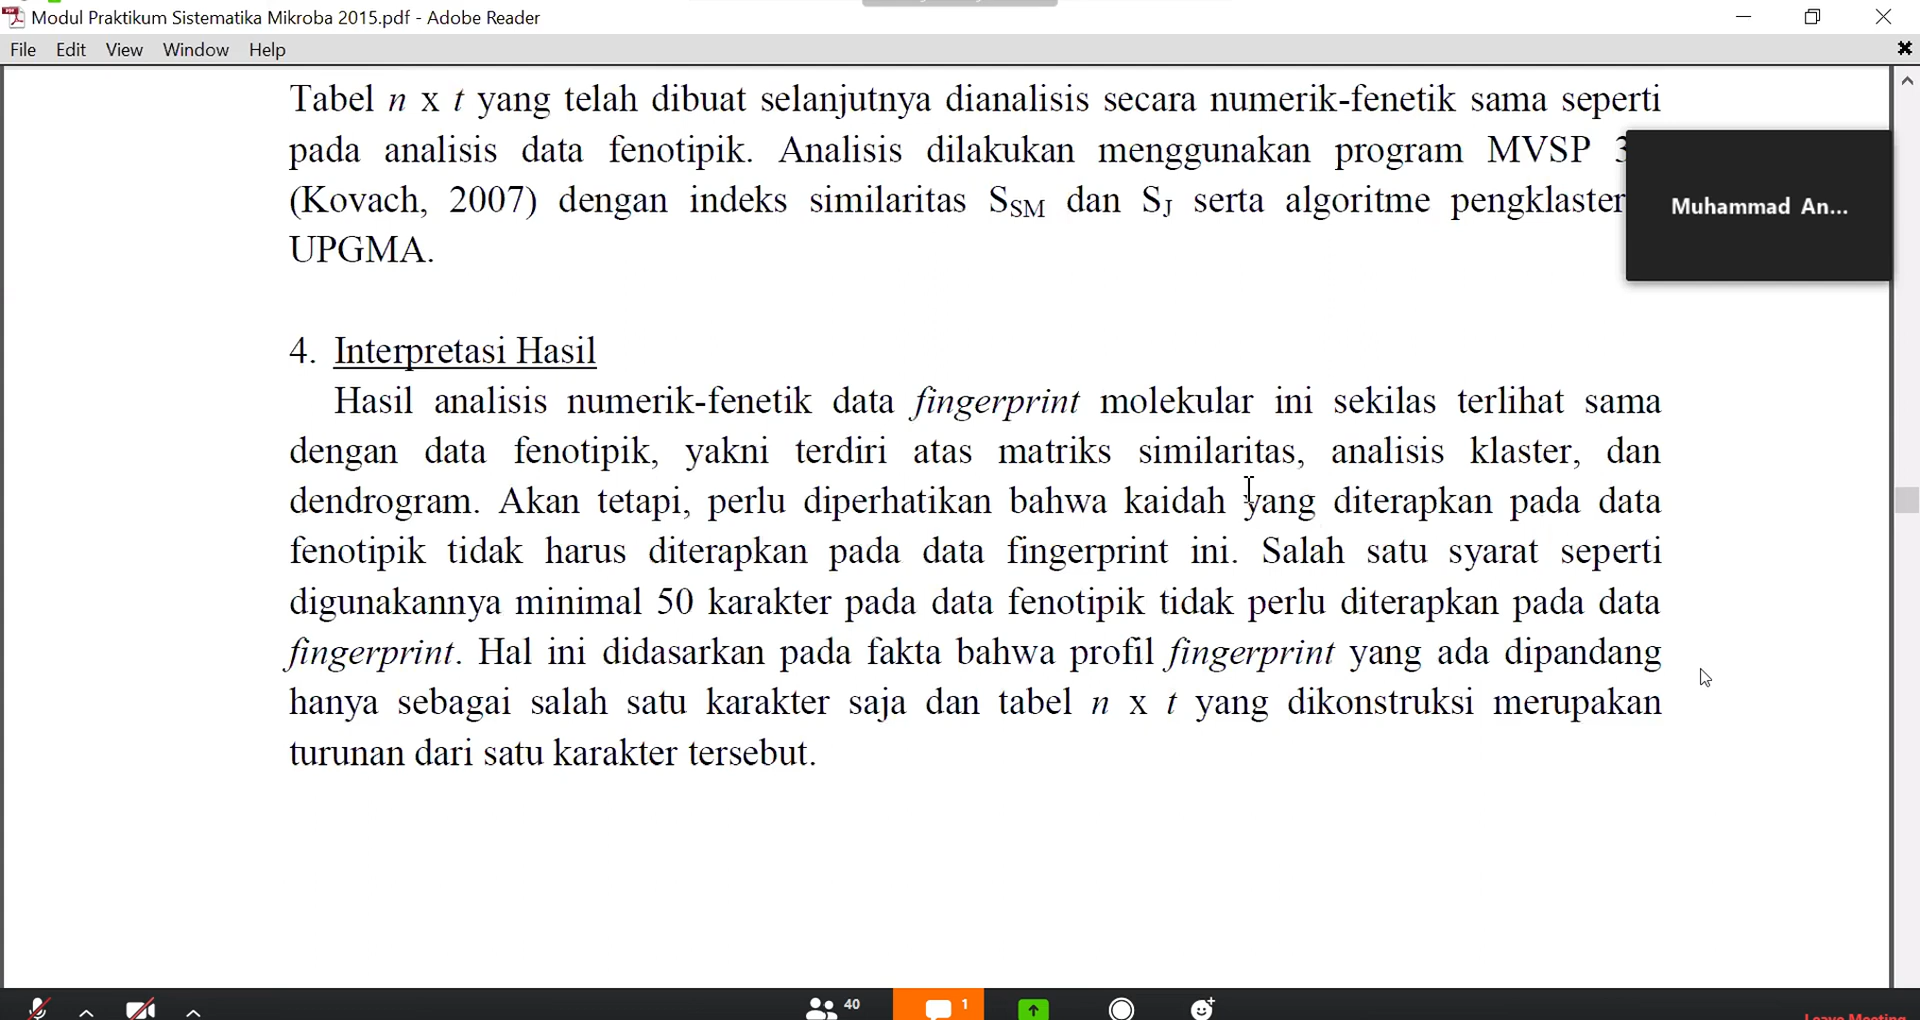 Modul Praktikum Sistematika Mikroba 2015.pdf - Adobe Reader
File Edit View Window Help
Tabel n x t yang telah dibuat selanjutnya dianalisis secara numerik-fenetik sama seperti
pada analisis data fenotipik. Analisis dilakukan menggunakan program MVSP
(Kovach, 2007) dengan indeks similaritas SSM dan SJ serta algoritme pengklaster
UPGMA.
Muhammad An...
4. Interpretasi Hasil
Hasil analisis numerik-fenetik data fingerprint molekular ini sekilas terlihat sama
dengan data fenotipik, yakni terdiri atas matriks similaritas, analisis klaster, dan
dendrogram. Akan tetapi, perlu diperhatikan bahwa kaidah yang diterapkan pada data
fenotipik tidak harus diterapkan pada data fingerprint ini. Salah satu syarat seperti
digunakannya minimal 50 karakter pada data fenotipik tidak perlu diterapkan pada data
fingerprint. Hal ini didasarkan pada fakta bahwa profil fingerprint yang ada dipandang
hanya sebagai salah satu karakter saja dan tabel n x t yang dikonstruksi merupakan
turunan dari satu karakter tersebut.
40
1
Leave Meeting